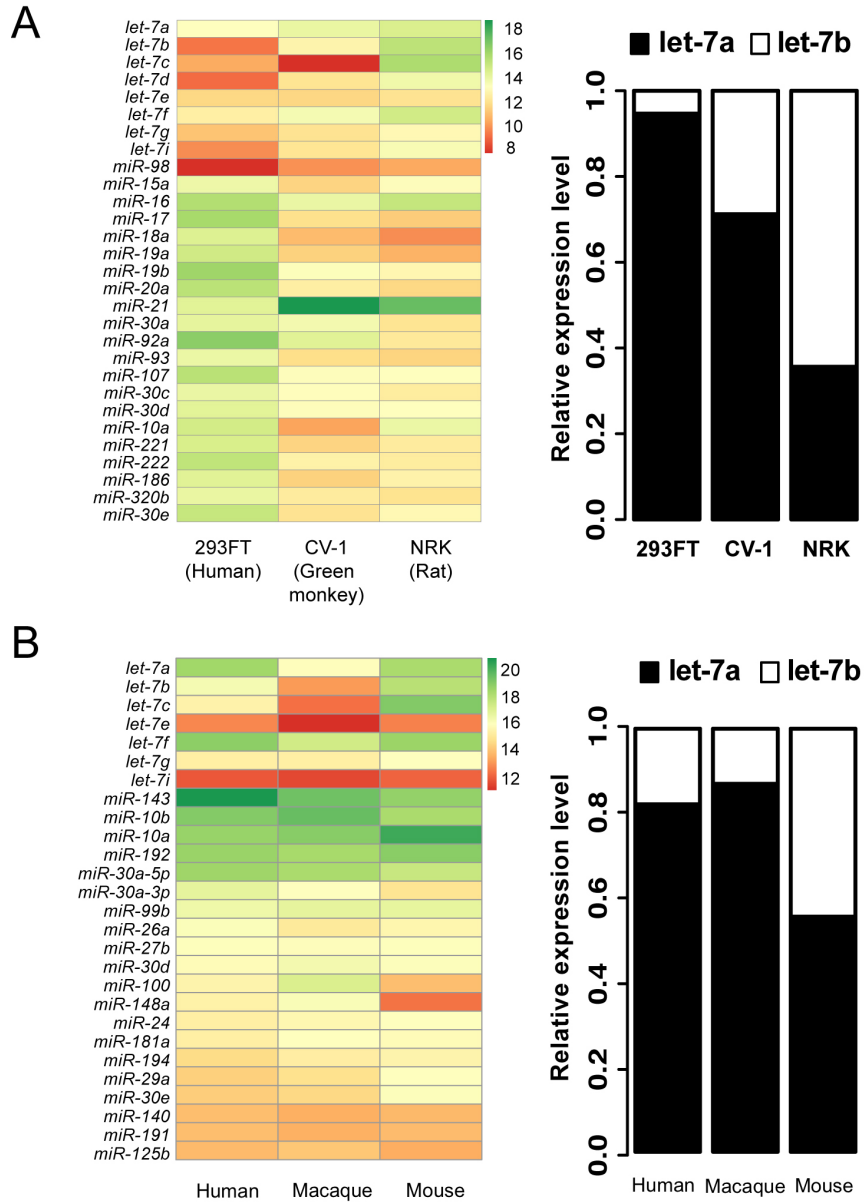 A
let-7a
let-7b
let-7c
let-7d
let-7e
let-7f
let-7g
let-7i
miR-98
miR-15a
miR-16
miR-17
miR-18a
miR-19a
miR-19b
miR-20a
miR-21
miR-30a
miR-92a
miR-93
miR-107
miR-30c
miR-30d
miR-10a
miR-221
miR-222
miR-186
miR-320b
miR-30e
293FT
(Human)
CV-1
(Green
monkey)
NRK
(Rat)
18
16
14
12
10
8
let-7a let-7b
Relative expression level
1.0
0.8
0.6
0.4
0.2
0.0
293FT CV-1 NRK
B
let-7a
let-7b
let-7c
let-7e
let-7f
let-7g
let-7i
miR-143
miR-10b
miR-10a
miR-192
miR-30a-5p
miR-30a-3p
miR-99b
miR-26a
miR-27b
miR-30d
miR-100
miR-148a
miR-24
miR-181a
miR-194
miR-29a
miR-30e
miR-140
miR-191
miR-125b
Human Macaque Mouse
20
18
16
14
12
let-7a let-7b
Relative expression level
1.0
0.8
0.6
0.4
0.2
0.0
Human Macaque Mouse